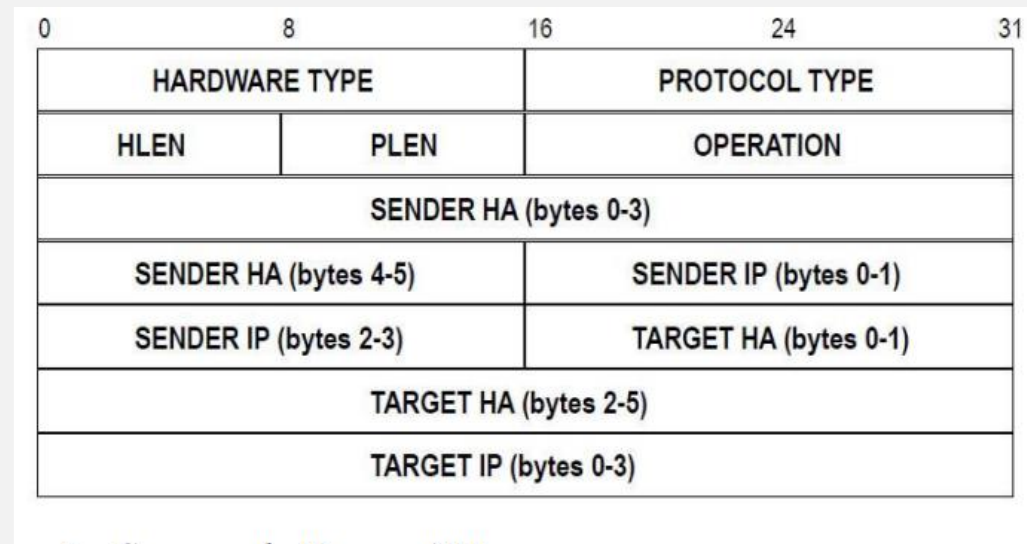 0 8 16 24 31
HARDWARE TYPE PROTOCOL TYPE
HLEN PLEN OPERATION
SENDER HA (bytes 0-3)
SENDER HA (bytes 4-5) SENDER IP (bytes 0-1)
SENDER IP (bytes 2-3) TARGET HA (bytes 0-1)
TARGET HA (bytes 2-5)
TARGET IP (bytes 0-3)